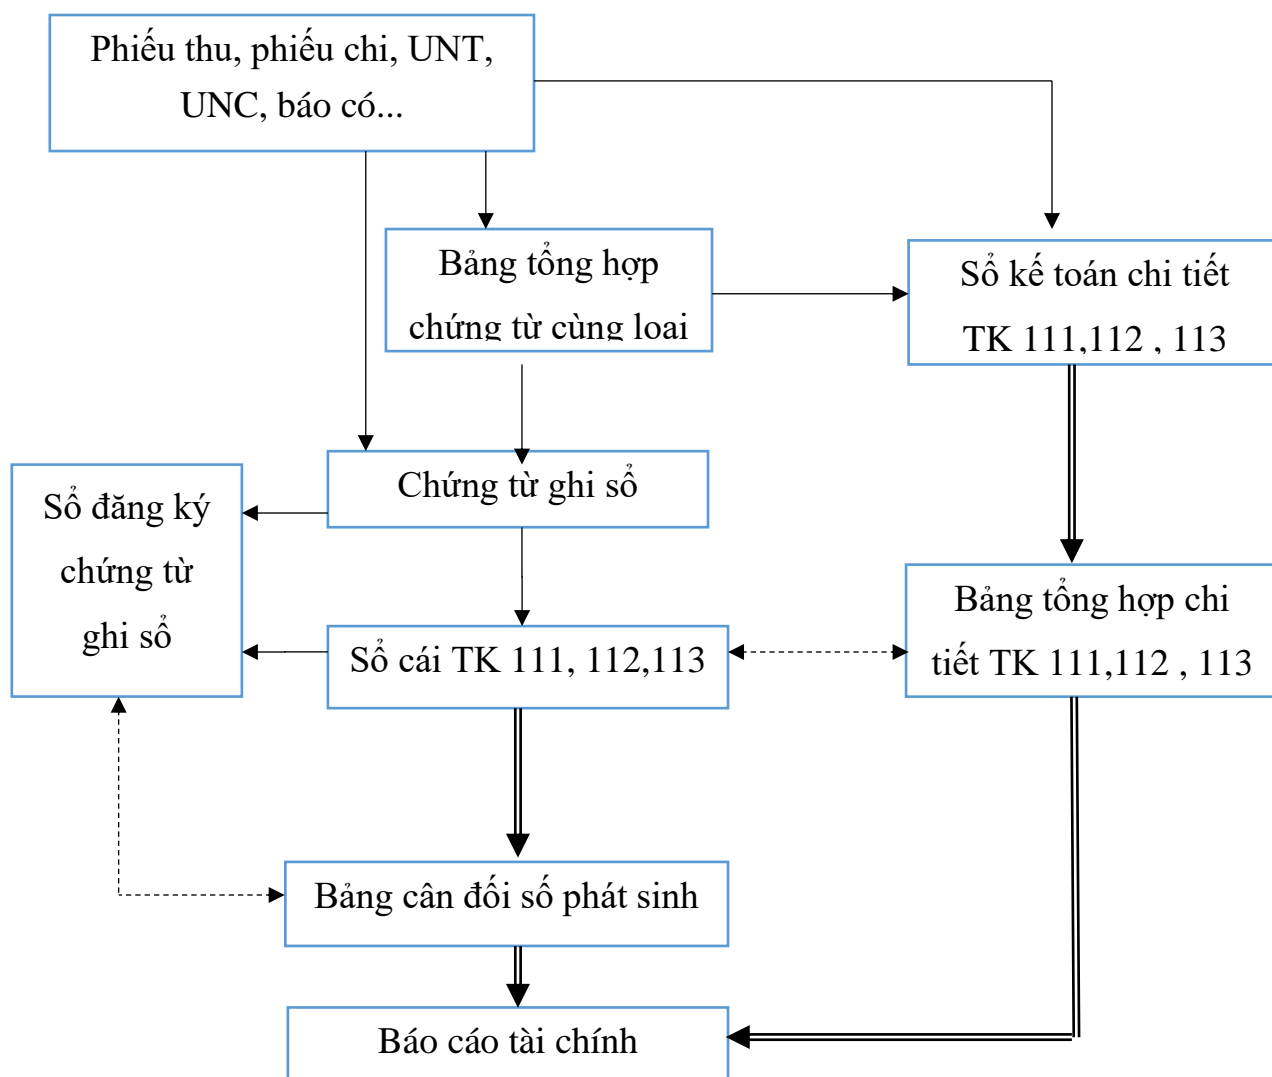 Phiếu thu, phiếu chi, UNT,
UNC, báo có...
Bảng tổng hợp
chứng từ cùng loại
Sổ kế toán chi tiết
TK 111,112 , 113
Chứng từ ghi sổ
Sổ đăng ký
chứng từ
ghi sổ
Sổ cái TK 111, 112,113
Bảng tổng hợp chi
tiết TK 111,112 , 113
Bảng cân đối số phát sinh
Báo cáo tài chính